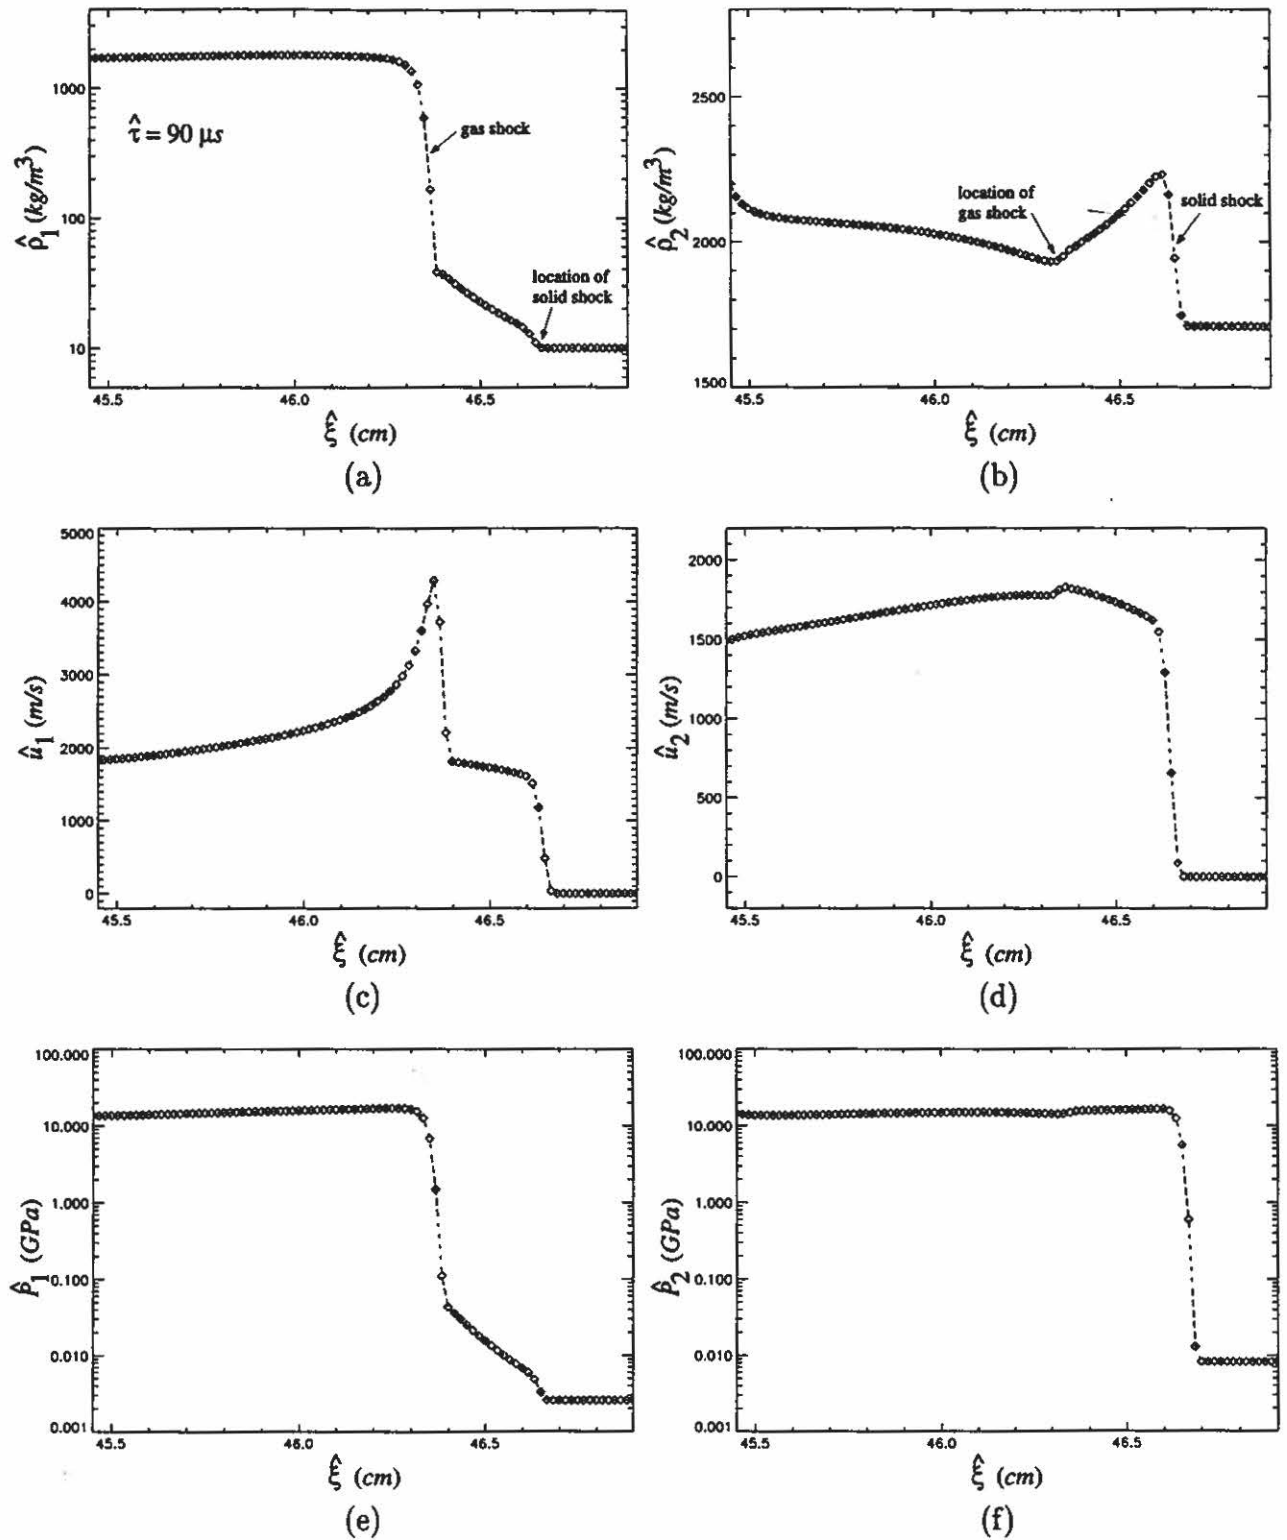 1000
100
10
ρ̂₁ (kg/m³)
τ̂ = 90 μs
gas shock
location of
solid shock
45.5 46.0 46.5
ξ̂ (cm)
(a)
2500
2000
1500
ρ̂₂ (kg/m³)
location of
gas shock
solid shock
45.5 46.0 46.5
ξ̂ (cm)
(b)
5000
4000
3000
2000
1000
0
û₁ (m/s)
45.5 46.0 46.5
ξ̂ (cm)
(c)
2000
1500
1000
500
0
û₂ (m/s)
45.5 46.0 46.5
ξ̂ (cm)
(d)
100.000
10.000
1.000
0.100
0.010
0.001
P̂₁ (GPa)
45.5 46.0 46.5
ξ̂ (cm)
(e)
100.000
10.000
1.000
0.100
0.010
0.001
P̂₂ (GPa)
45.5 46.0 46.5
ξ̂ (cm)
(f)